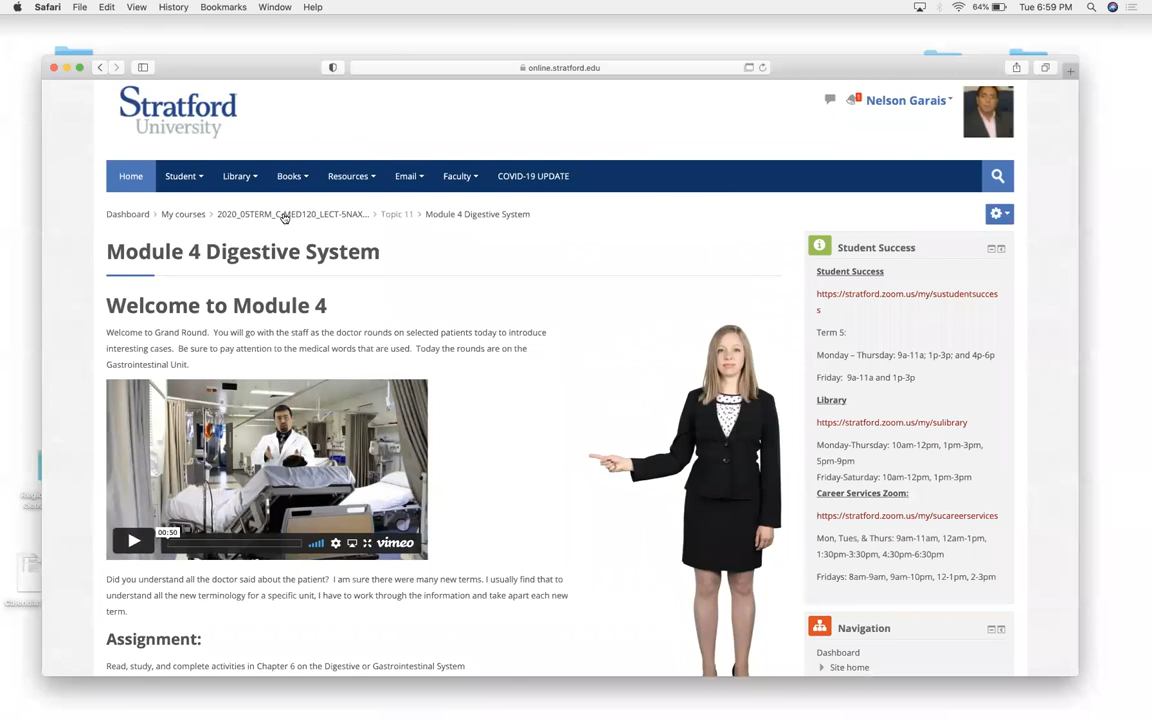 Safari File Edit View History Bookmarks Window Help 64% Tue 6:59 PM
online.stratford.edu
Stratford
University
1
Nelson Garais
Home Student Library Books Resources Email Faculty COVID-19 UPDATE
Dashboard My courses 2020_05TERM_C MED120_LECT-5NAX... Topic 11 Module 4 Digestive System
Module 4 Digestive System
Welcome to Module 4
Welcome to Grand Round. You will go with the staff as the doctor rounds on selected patients today to introduce
interesting cases. Be sure to pay attention to the medical words that are used. Today the rounds are on the
Gastrointestinal Unit.
00:50
vimeo
Did you understand all the doctor said about the patient? I am sure there were many new terms. I usually find that to
understand all the new terminology for a specific unit, I have to work through the information and take apart each new
term.
Assignment:
Read, study, and complete activities in Chapter 6 on the Digestive or Gastrointestinal System
Student Success
Student Success
https://stratford.zoom.us/my/sustudentsucces
s
Term 5:
Monday – Thursday: 9a-11a; 1p-3p; and 4p-6p
Friday: 9a-11a and 1p-3p
Library
https://stratford.zoom.us/my/sulibrary
Monday-Thursday: 10am-12pm, 1pm-3pm,
5pm-9pm
Friday-Saturday: 10am-12pm, 1pm-3pm
Career Services Zoom:
https://stratford.zoom.us/my/sucareerservices
Mon, Tues, & Thurs: 9am-11am, 12am-1pm,
1:30pm-3:30pm, 4:30pm-6:30pm
Fridays: 8am-9am, 9am-10pm, 12-1pm, 2-3pm
Navigation
Dashboard
Site home